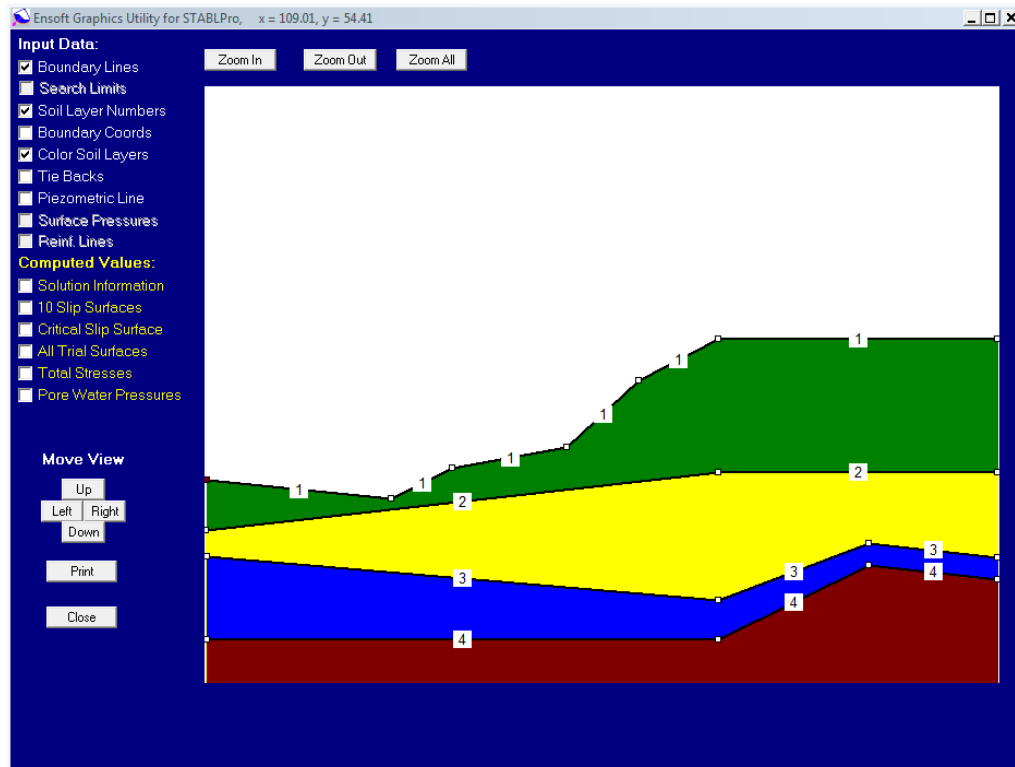 Ensoft Graphics Utility for STABLPro,    x = 109.01, y = 54.41
Input Data:
Boundary Lines
Search Limits
Soil Layer Numbers
Boundary Coords
Color Soil Layers
Tie Backs
Piezometric Line
Surface Pressures
Reinf. Lines
Computed Values:
Solution Information
10 Slip Surfaces
Critical Slip Surface
All Trial Surfaces
Total Stresses
Pore Water Pressures
Move View
Up
Left Right
Down
Print
Close
Zoom In Zoom Out Zoom All
1
1
1
1
1
1
2
2
3
3
3
4
4
4